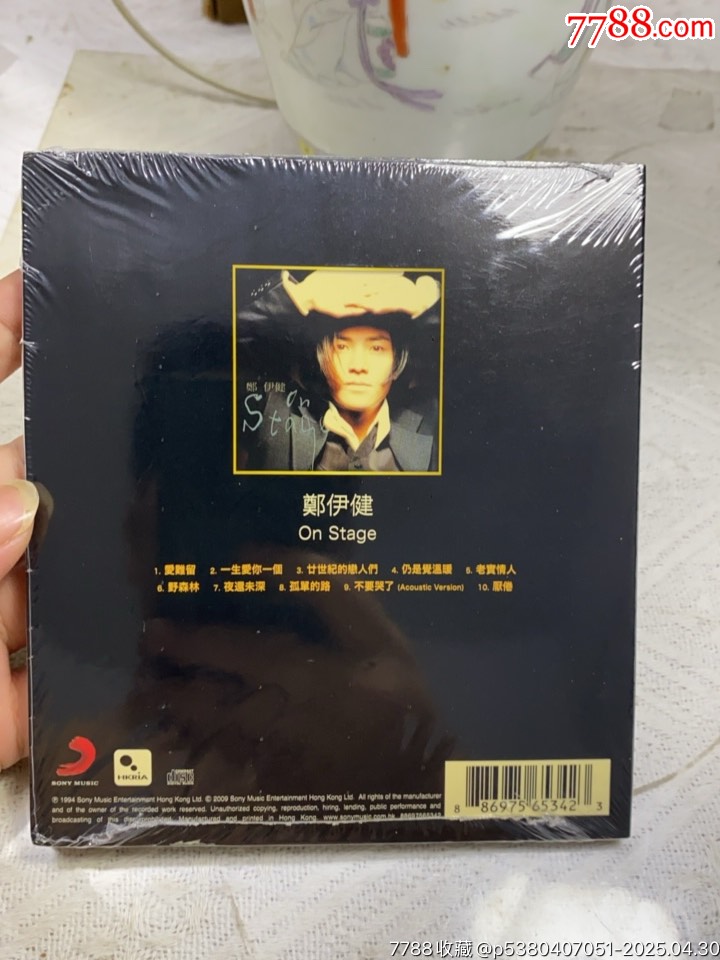 7788.com
鄭伊健
On
Stage
鄭伊健
On Stage
1. 愛難留 2. 一生愛你一個 3. 廿世紀的戀人們 4. 仍是覺溫暖 5. 老實情人
6. 野森林 7. 夜還未深 8. 孤單的路 9. 不要哭了 (Acoustic Version) 10. 厭倦
SONY MUSIC
HKRIA
℗ 1994 Sony Music Entertainment Hong Kong Ltd. © 2009 Sony Music Entertainment Hong Kong Ltd. All rights of the manufacturer
and of the owner of the recorded work reserved. Unauthorized copying, reproduction, hiring, lending, public performance and
broadcasting of this disc prohibited. Manufactured and printed in Hong Kong. www.sonymusic.com.hk 88697565342
8 86975 65342 3
7788收藏@p5380407051-2025.04.30